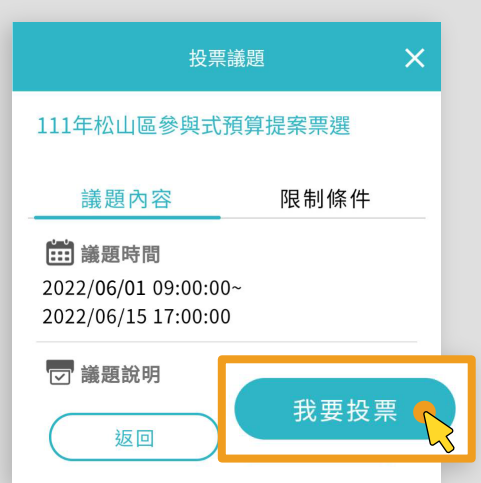 投票議題
111年松山區參與式預算提案票選
議題內容 限制條件
議題時間
2022/06/01 09:00:00~
2022/06/15 17:00:00
議題說明
我要投票
返回